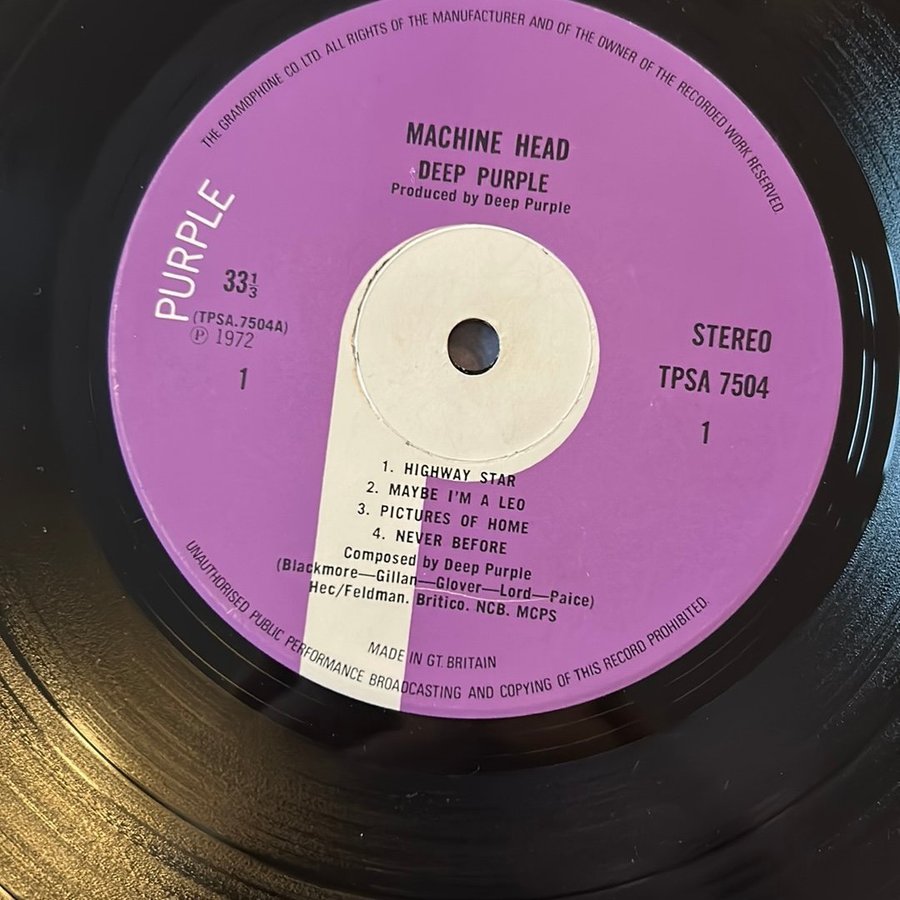 THE GRAMOPHONE CO. LTD. ALL RIGHTS OF THE MANUFACTURER AND OF THE OWNER OF THE RECORDED WORK RESERVED.
MACHINE HEAD
DEEP PURPLE
Produced by Deep Purple
PURPLE
33⅓
(TPSA.7504A)
Ⓟ 1972
1
STEREO
TPSA 7504
1
1. HIGHWAY STAR
2. MAYBE I'M A LEO
3. PICTURES OF HOME
4. NEVER BEFORE
Composed by Deep Purple
(Blackmore—Gillan—Glover—Lord—Paice)
Hec/Feldman. Britico. NCB. MCPS
MADE IN GT. BRITAIN
UNAUTHORISED PUBLIC PERFORMANCE BROADCASTING AND COPYING OF THIS RECORD PROHIBITED.